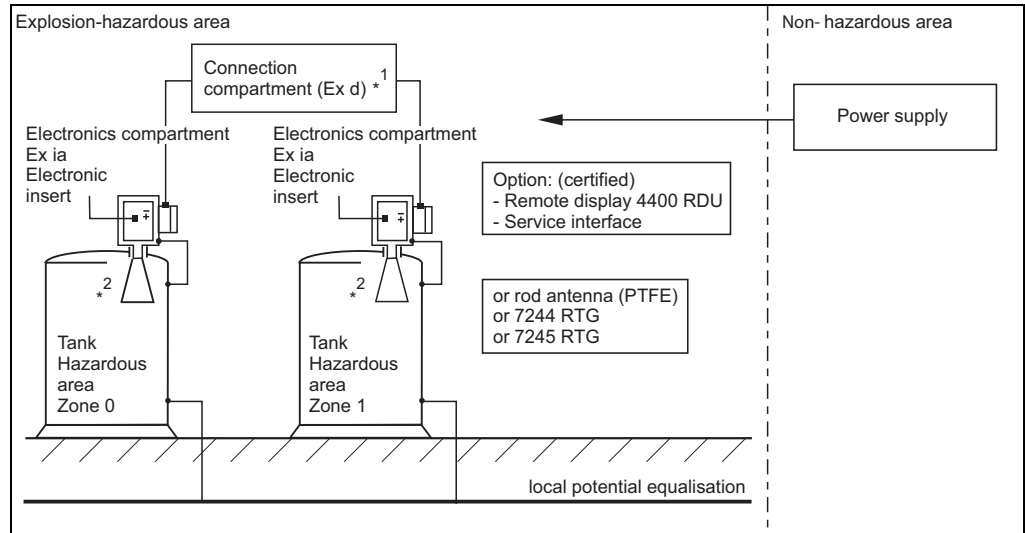 Explosion-hazardous area
Non- hazardous area
Connection
compartment (Ex d) *1
Power supply
Electronics compartment
Ex ia
Electronic
insert
Electronics compartment
Ex ia
Electronic
insert
Option: (certified)
- Remote display 4400 RDU
- Service interface
*2
*2
or rod antenna (PTFE)
or 7244 RTG
or 7245 RTG
Tank
Hazardous
area
Zone 0
Tank
Hazardous
area
Zone 1
local potential equalisation